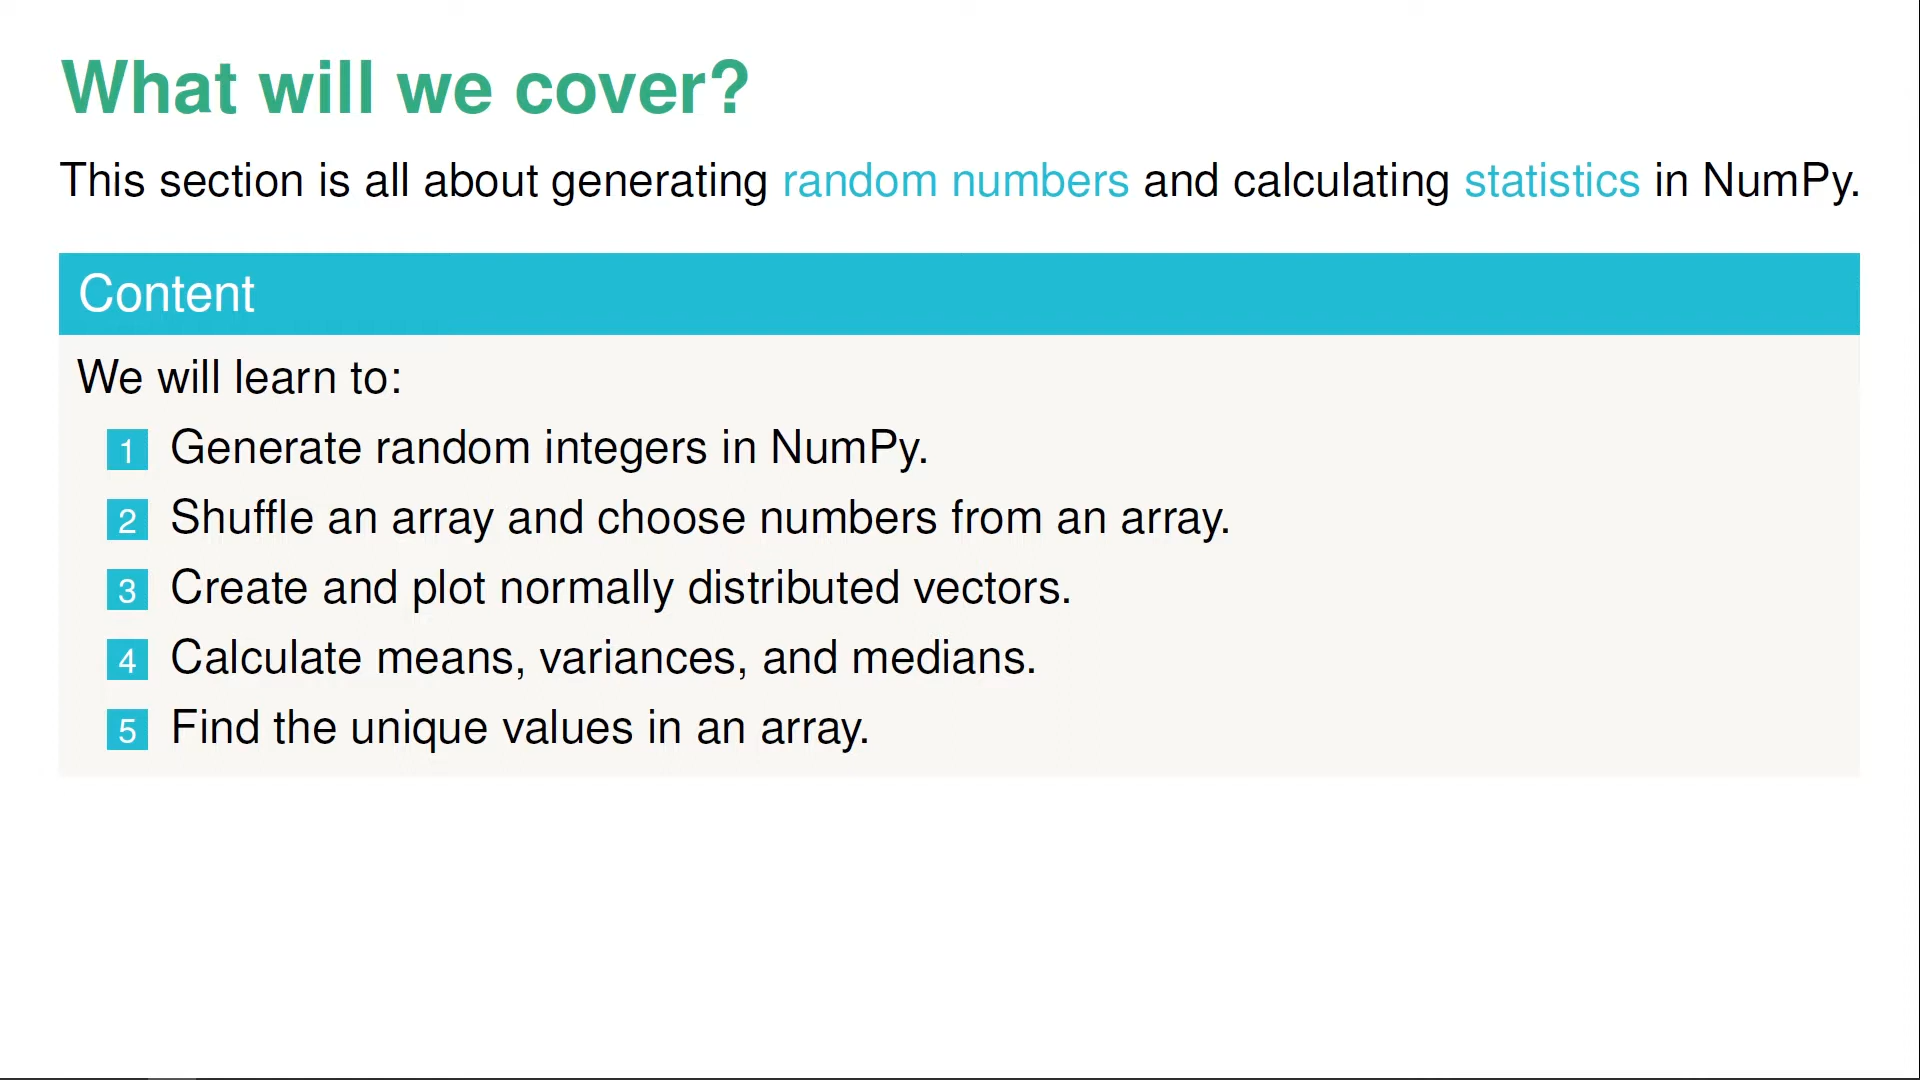 What will we cover?
This section is all about generating random numbers and calculating statistics in NumPy.
Content
We will learn to:
1 Generate random integers in NumPy.
2 Shuffle an array and choose numbers from an array.
3 Create and plot normally distributed vectors.
4 Calculate means, variances, and medians.
5 Find the unique values in an array.